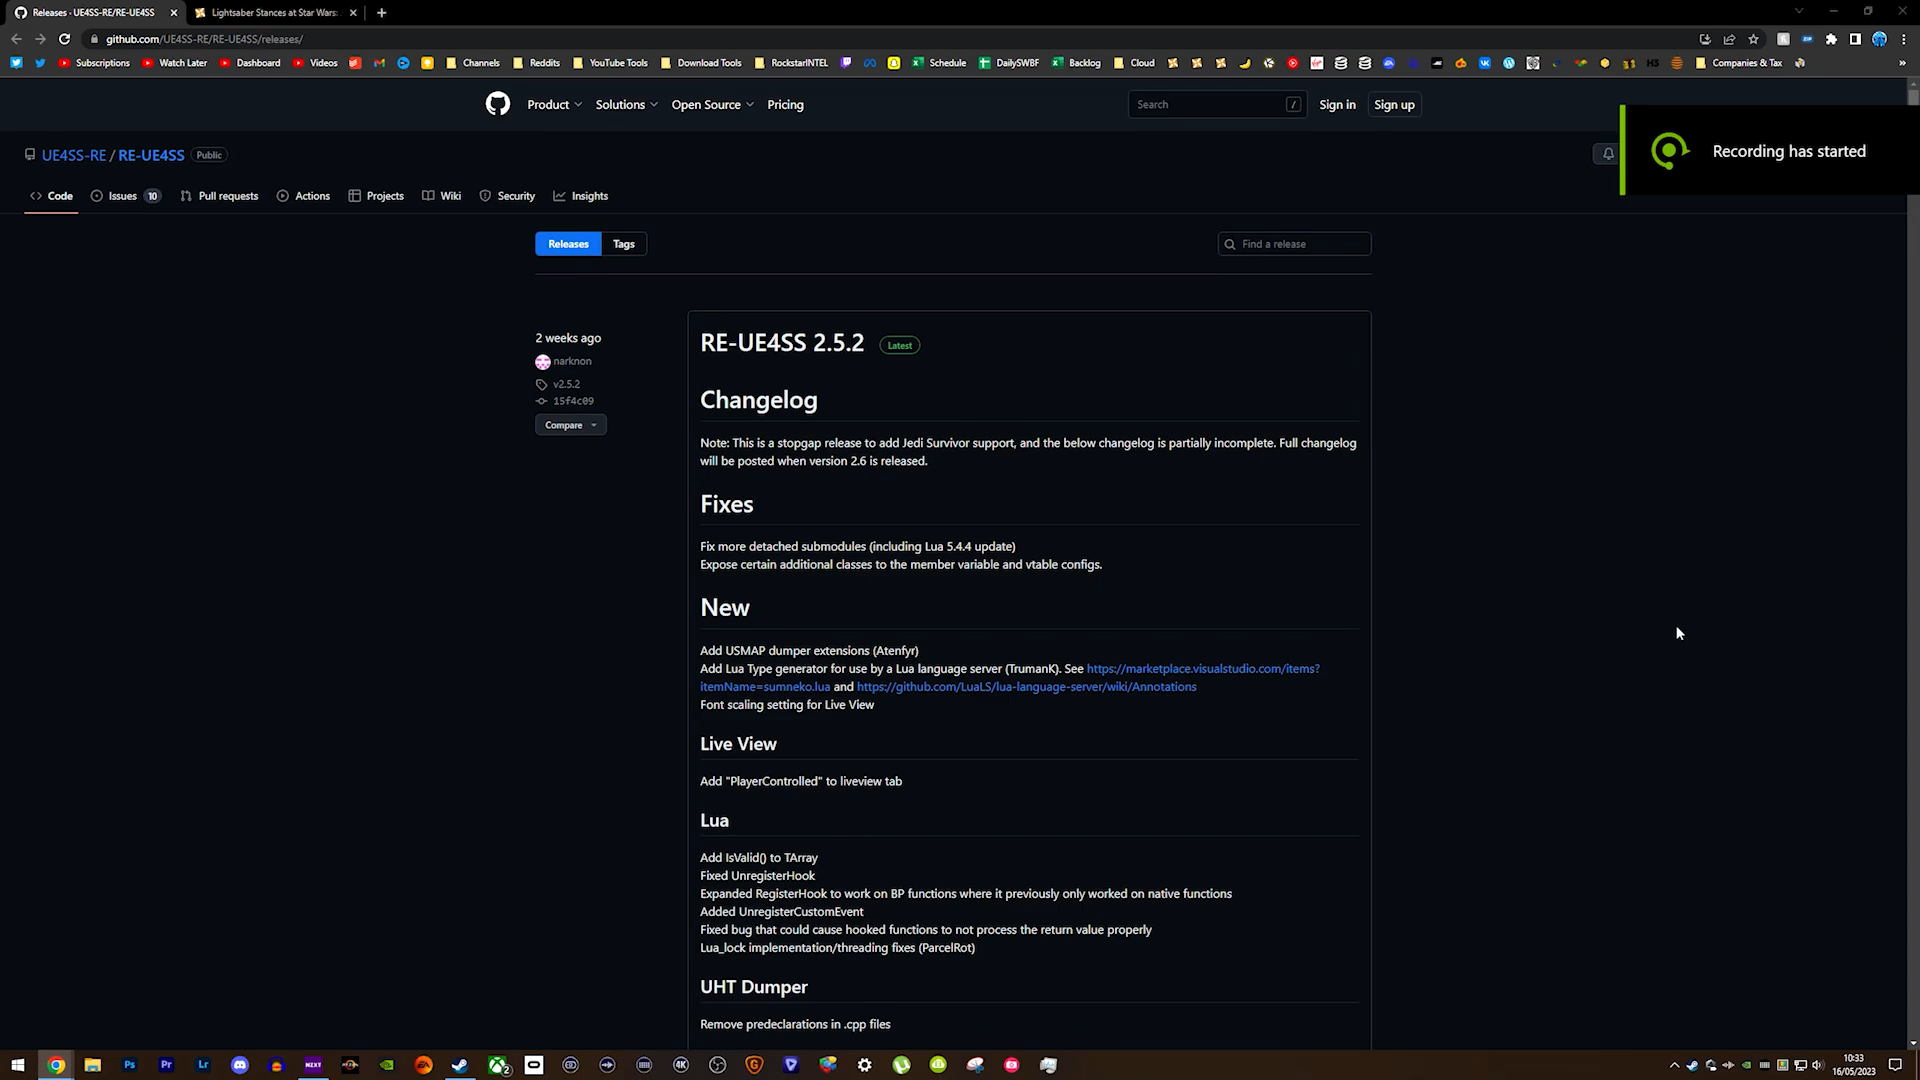 Releases · UE4SS-RE/RE-UE4SS
Lightsaber Stances at Star Wars:
github.com/UE4SS-RE/RE-UE4SS/releases/
Subscriptions
Watch Later
Dashboard
Videos
Channels
Reddits
YouTube Tools
Download Tools
RockstarINTEL
Schedule
DailySWBF
Backlog
Cloud
Companies & Tax
Product
Solutions
Open Source
Pricing
Search
/
Sign in
Sign up
Recording has started
UE4SS-RE / RE-UE4SS
Public
Code
Issues 10
Pull requests
Actions
Projects
Wiki
Security
Insights
Releases
Tags
Find a release
2 weeks ago
narknon
v2.5.2
15f4c09
Compare
RE-UE4SS 2.5.2
Latest
Changelog
Note: This is a stopgap release to add Jedi Survivor support, and the below changelog is partially incomplete. Full changelog
will be posted when version 2.6 is released.
Fixes
Fix more detached submodules (including Lua 5.4.4 update)
Expose certain additional classes to the member variable and vtable configs.
New
Add USMAP dumper extensions (Atenfyr)
Add Lua Type generator for use by a Lua language server (TrumanK). See https://marketplace.visualstudio.com/items?
itemName=sumneko.lua and https://github.com/LuaLS/lua-language-server/wiki/Annotations
Font scaling setting for Live View
Live View
Add "PlayerControlled" to liveview tab
Lua
Add IsValid() to TArray
Fixed UnregisterHook
Expanded RegisterHook to work on BP functions where it previously only worked on native functions
Added UnregisterCustomEvent
Fixed bug that could cause hooked functions to not process the return value properly
Lua_lock implementation/threading fixes (ParcelRot)
UHT Dumper
Remove predeclarations in .cpp files
Ps
Pr
Lr
NEXT
EA
2
4K
10:33
16/05/2023